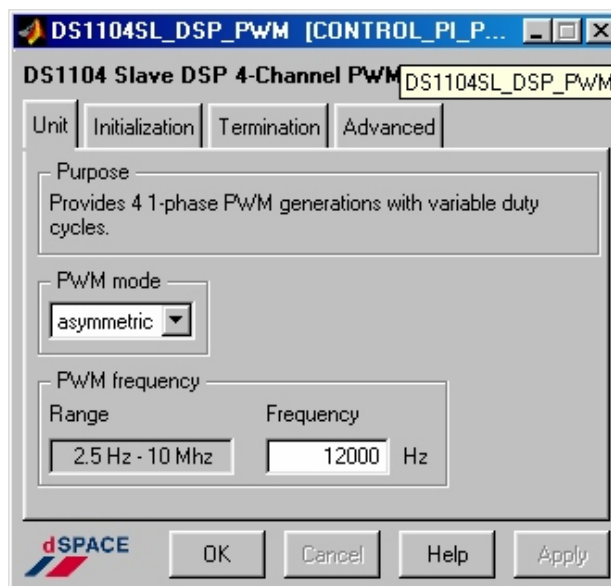 DS1104SL_DSP_PWM [CONTROL_PI_P...
DS1104 Slave DSP 4-Channel PWM
DS1104SL_DSP_PWM
Unit
Initialization
Termination
Advanced
Purpose
Provides 4 1-phase PWM generations with variable duty
cycles.
PWM mode
asymmetric
PWM frequency
Range
Frequency
2.5 Hz - 10 Mhz
12000 Hz
dSPACE
OK
Cancel
Help
Apply